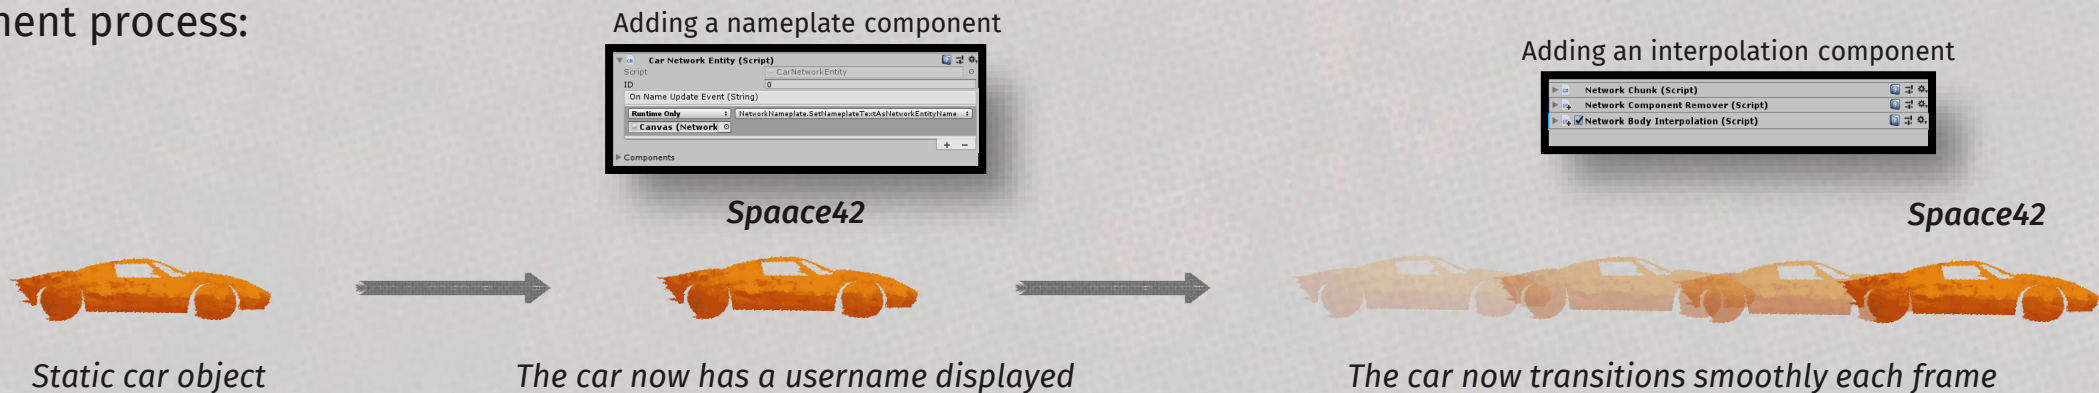 nent process:
Adding a nameplate component
Car Network Entity (Script)
Script CarNetworkEntity
ID 0
On Name Update Event (String)
Runtime Only NetworkNameplate.SetNameplateTextAsNetworkEntityName
Canvas (Network
+ −
Components
Adding an interpolation component
Network Chunk (Script)
Network Component Remover (Script)
Network Body Interpolation (Script)
Spaace42
Spaace42
Static car object
The car now has a username displayed
The car now transitions smoothly each frame